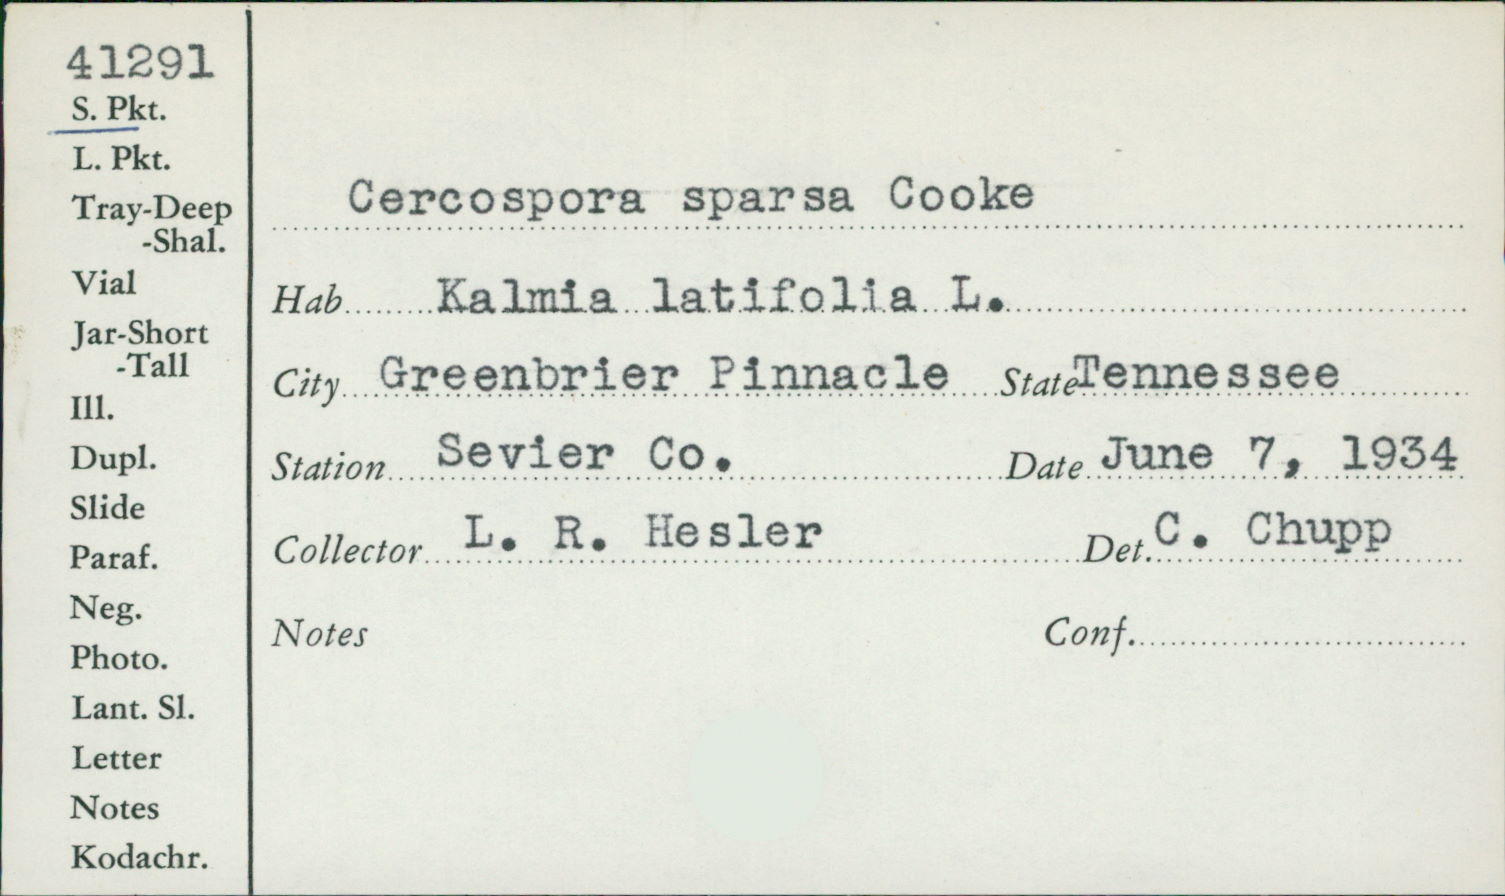 41291
S. Pkt.
L. Pkt.
Tray-Deep
-Shal.
Vial
Jar-Short
-Tall
Ill.
Dupl.
Slide
Paraf.
Neg.
Photo.
Lant. Sl.
Letter
Notes
Kodachr.
Cercospora sparsa Cooke
Hab Kalmia latifolia L.
City Greenbrier Pinnacle State Tennessee
Station Sevier Co. Date June 7, 1934
Collector L. R. Hesler Det. C. Chupp
Notes Conf.